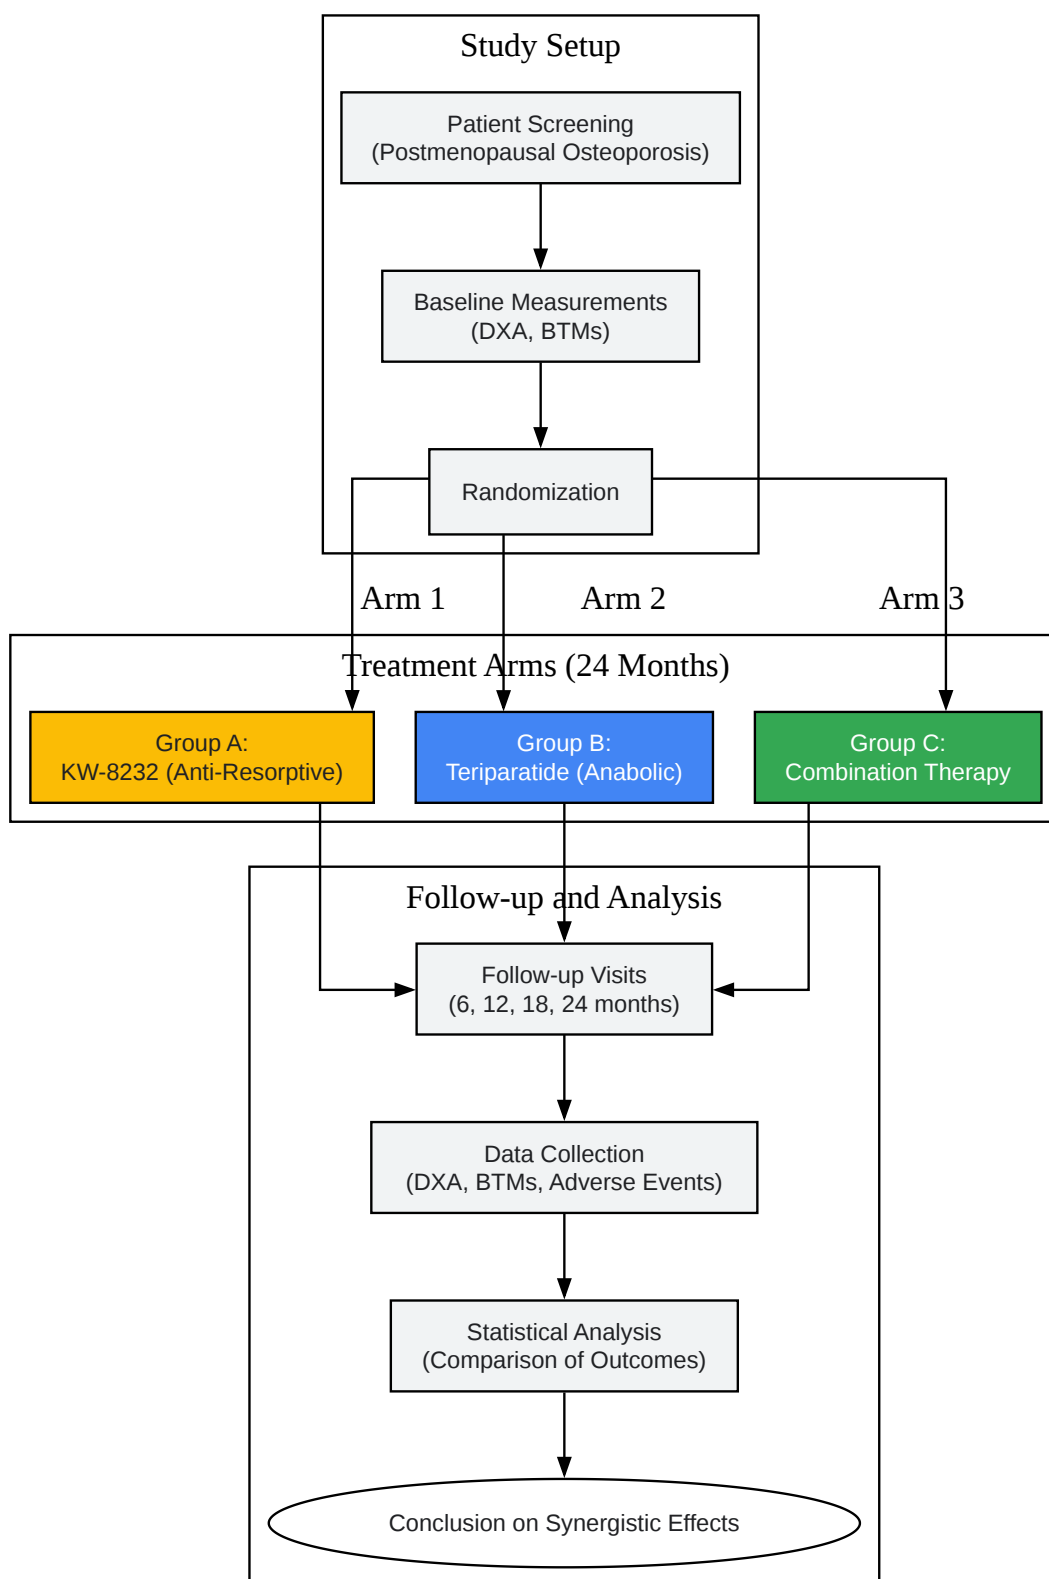 Study Setup
Patient Screening
(Postmenopausal Osteoporosis)
Baseline Measurements
(DXA, BTMs)
Randomization
Arm 1
Arm 2
Arm 3
Treatment Arms (24 Months)
Group A:
KW-8232 (Anti-Resorptive)
Group B:
Teriparatide (Anabolic)
Group C:
Combination Therapy
Follow-up and Analysis
Follow-up Visits
(6, 12, 18, 24 months)
Data Collection
(DXA, BTMs, Adverse Events)
Statistical Analysis
(Comparison of Outcomes)
Conclusion on Synergistic Effects